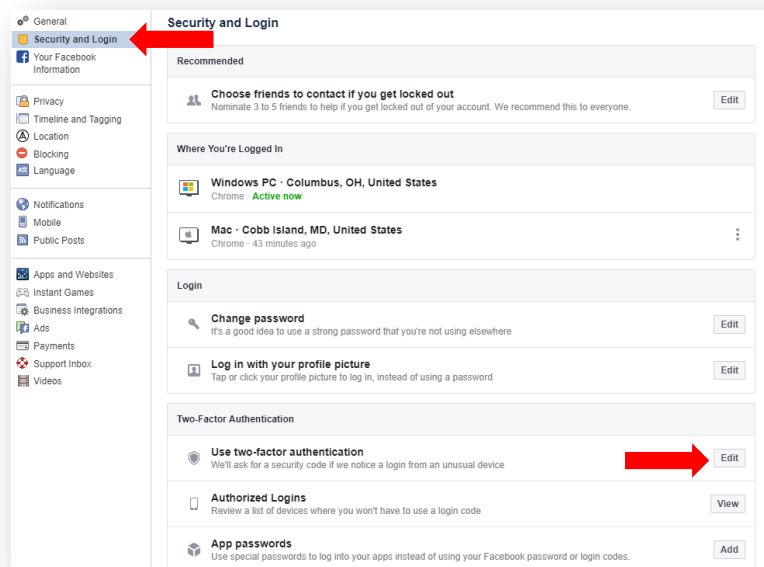 General
Security and Login
Your Facebook
Information
Privacy
Timeline and Tagging
Location
Blocking
Language
Notifications
Mobile
Public Posts
Apps and Websites
Instant Games
Business Integrations
Ads
Payments
Support Inbox
Videos
Security and Login
Recommended
Choose friends to contact if you get locked out
Nominate 3 to 5 friends to help if you get locked out of your account. We recommend this to everyone.
Edit
Where You're Logged In
Windows PC · Columbus, OH, United States
Chrome · Active now
Mac · Cobb Island, MD, United States
Chrome · 43 minutes ago
Login
Change password
It's a good idea to use a strong password that you're not using elsewhere
Edit
Log in with your profile picture
Tap or click your profile picture to log in, instead of using a password
Edit
Two-Factor Authentication
Use two-factor authentication
We'll ask for a security code if we notice a login from an unusual device
Edit
Authorized Logins
Review a list of devices where you won't have to use a login code
View
App passwords
Use special passwords to log into your apps instead of using your Facebook password or login codes.
Add